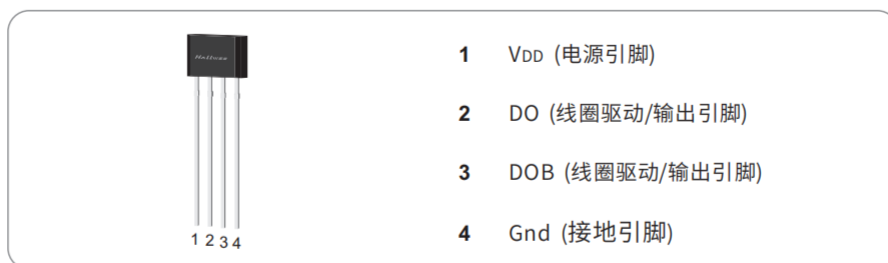 1 VDD (电源引脚)
2 DO (线圈驱动/输出引脚)
3 DOB (线圈驱动/输出引脚)
4 Gnd (接地引脚)
1 2 3 4